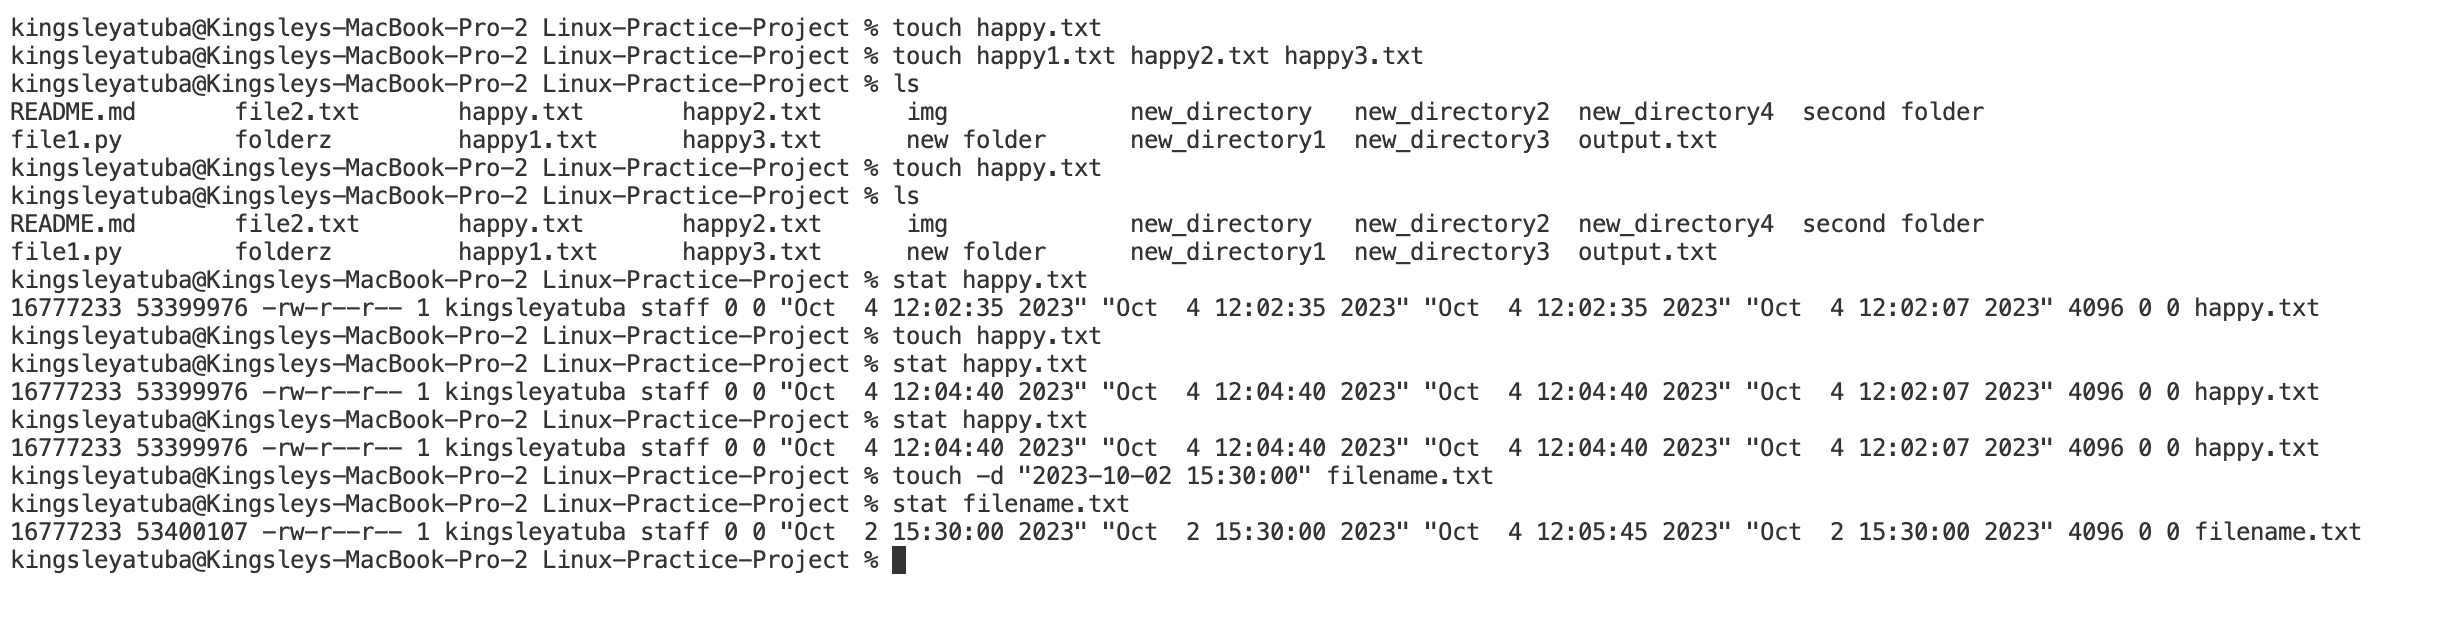 kingsleyatuba@Kingsleys-MacBook-Pro-2 Linux-Practice-Project % touch happy.txt
kingsleyatuba@Kingsleys-MacBook-Pro-2 Linux-Practice-Project % touch happy1.txt happy2.txt happy3.txt
kingsleyatuba@Kingsleys-MacBook-Pro-2 Linux-Practice-Project % ls
README.md       file2.txt       happy.txt       happy2.txt      img             new_directory   new_directory2  new_directory4  second folder
file1.py        folderz         happy1.txt      happy3.txt      new folder      new_directory1  new_directory3  output.txt
kingsleyatuba@Kingsleys-MacBook-Pro-2 Linux-Practice-Project % touch happy.txt
kingsleyatuba@Kingsleys-MacBook-Pro-2 Linux-Practice-Project % ls
README.md       file2.txt       happy.txt       happy2.txt      img             new_directory   new_directory2  new_directory4  second folder
file1.py        folderz         happy1.txt      happy3.txt      new folder      new_directory1  new_directory3  output.txt
kingsleyatuba@Kingsleys-MacBook-Pro-2 Linux-Practice-Project % stat happy.txt
16777233 53399976 -rw-r--r-- 1 kingsleyatuba staff 0 0 "Oct  4 12:02:35 2023" "Oct  4 12:02:35 2023" "Oct  4 12:02:35 2023" "Oct  4 12:02:07 2023" 4096 0 0 happy.txt
kingsleyatuba@Kingsleys-MacBook-Pro-2 Linux-Practice-Project % touch happy.txt
kingsleyatuba@Kingsleys-MacBook-Pro-2 Linux-Practice-Project % stat happy.txt
16777233 53399976 -rw-r--r-- 1 kingsleyatuba staff 0 0 "Oct  4 12:04:40 2023" "Oct  4 12:04:40 2023" "Oct  4 12:04:40 2023" "Oct  4 12:02:07 2023" 4096 0 0 happy.txt
kingsleyatuba@Kingsleys-MacBook-Pro-2 Linux-Practice-Project % stat happy.txt
16777233 53399976 -rw-r--r-- 1 kingsleyatuba staff 0 0 "Oct  4 12:04:40 2023" "Oct  4 12:04:40 2023" "Oct  4 12:04:40 2023" "Oct  4 12:02:07 2023" 4096 0 0 happy.txt
kingsleyatuba@Kingsleys-MacBook-Pro-2 Linux-Practice-Project % touch -d "2023-10-02 15:30:00" filename.txt
kingsleyatuba@Kingsleys-MacBook-Pro-2 Linux-Practice-Project % stat filename.txt
16777233 53400107 -rw-r--r-- 1 kingsleyatuba staff 0 0 "Oct  2 15:30:00 2023" "Oct  2 15:30:00 2023" "Oct  4 12:05:45 2023" "Oct  2 15:30:00 2023" 4096 0 0 filename.txt
kingsleyatuba@Kingsleys-MacBook-Pro-2 Linux-Practice-Project %